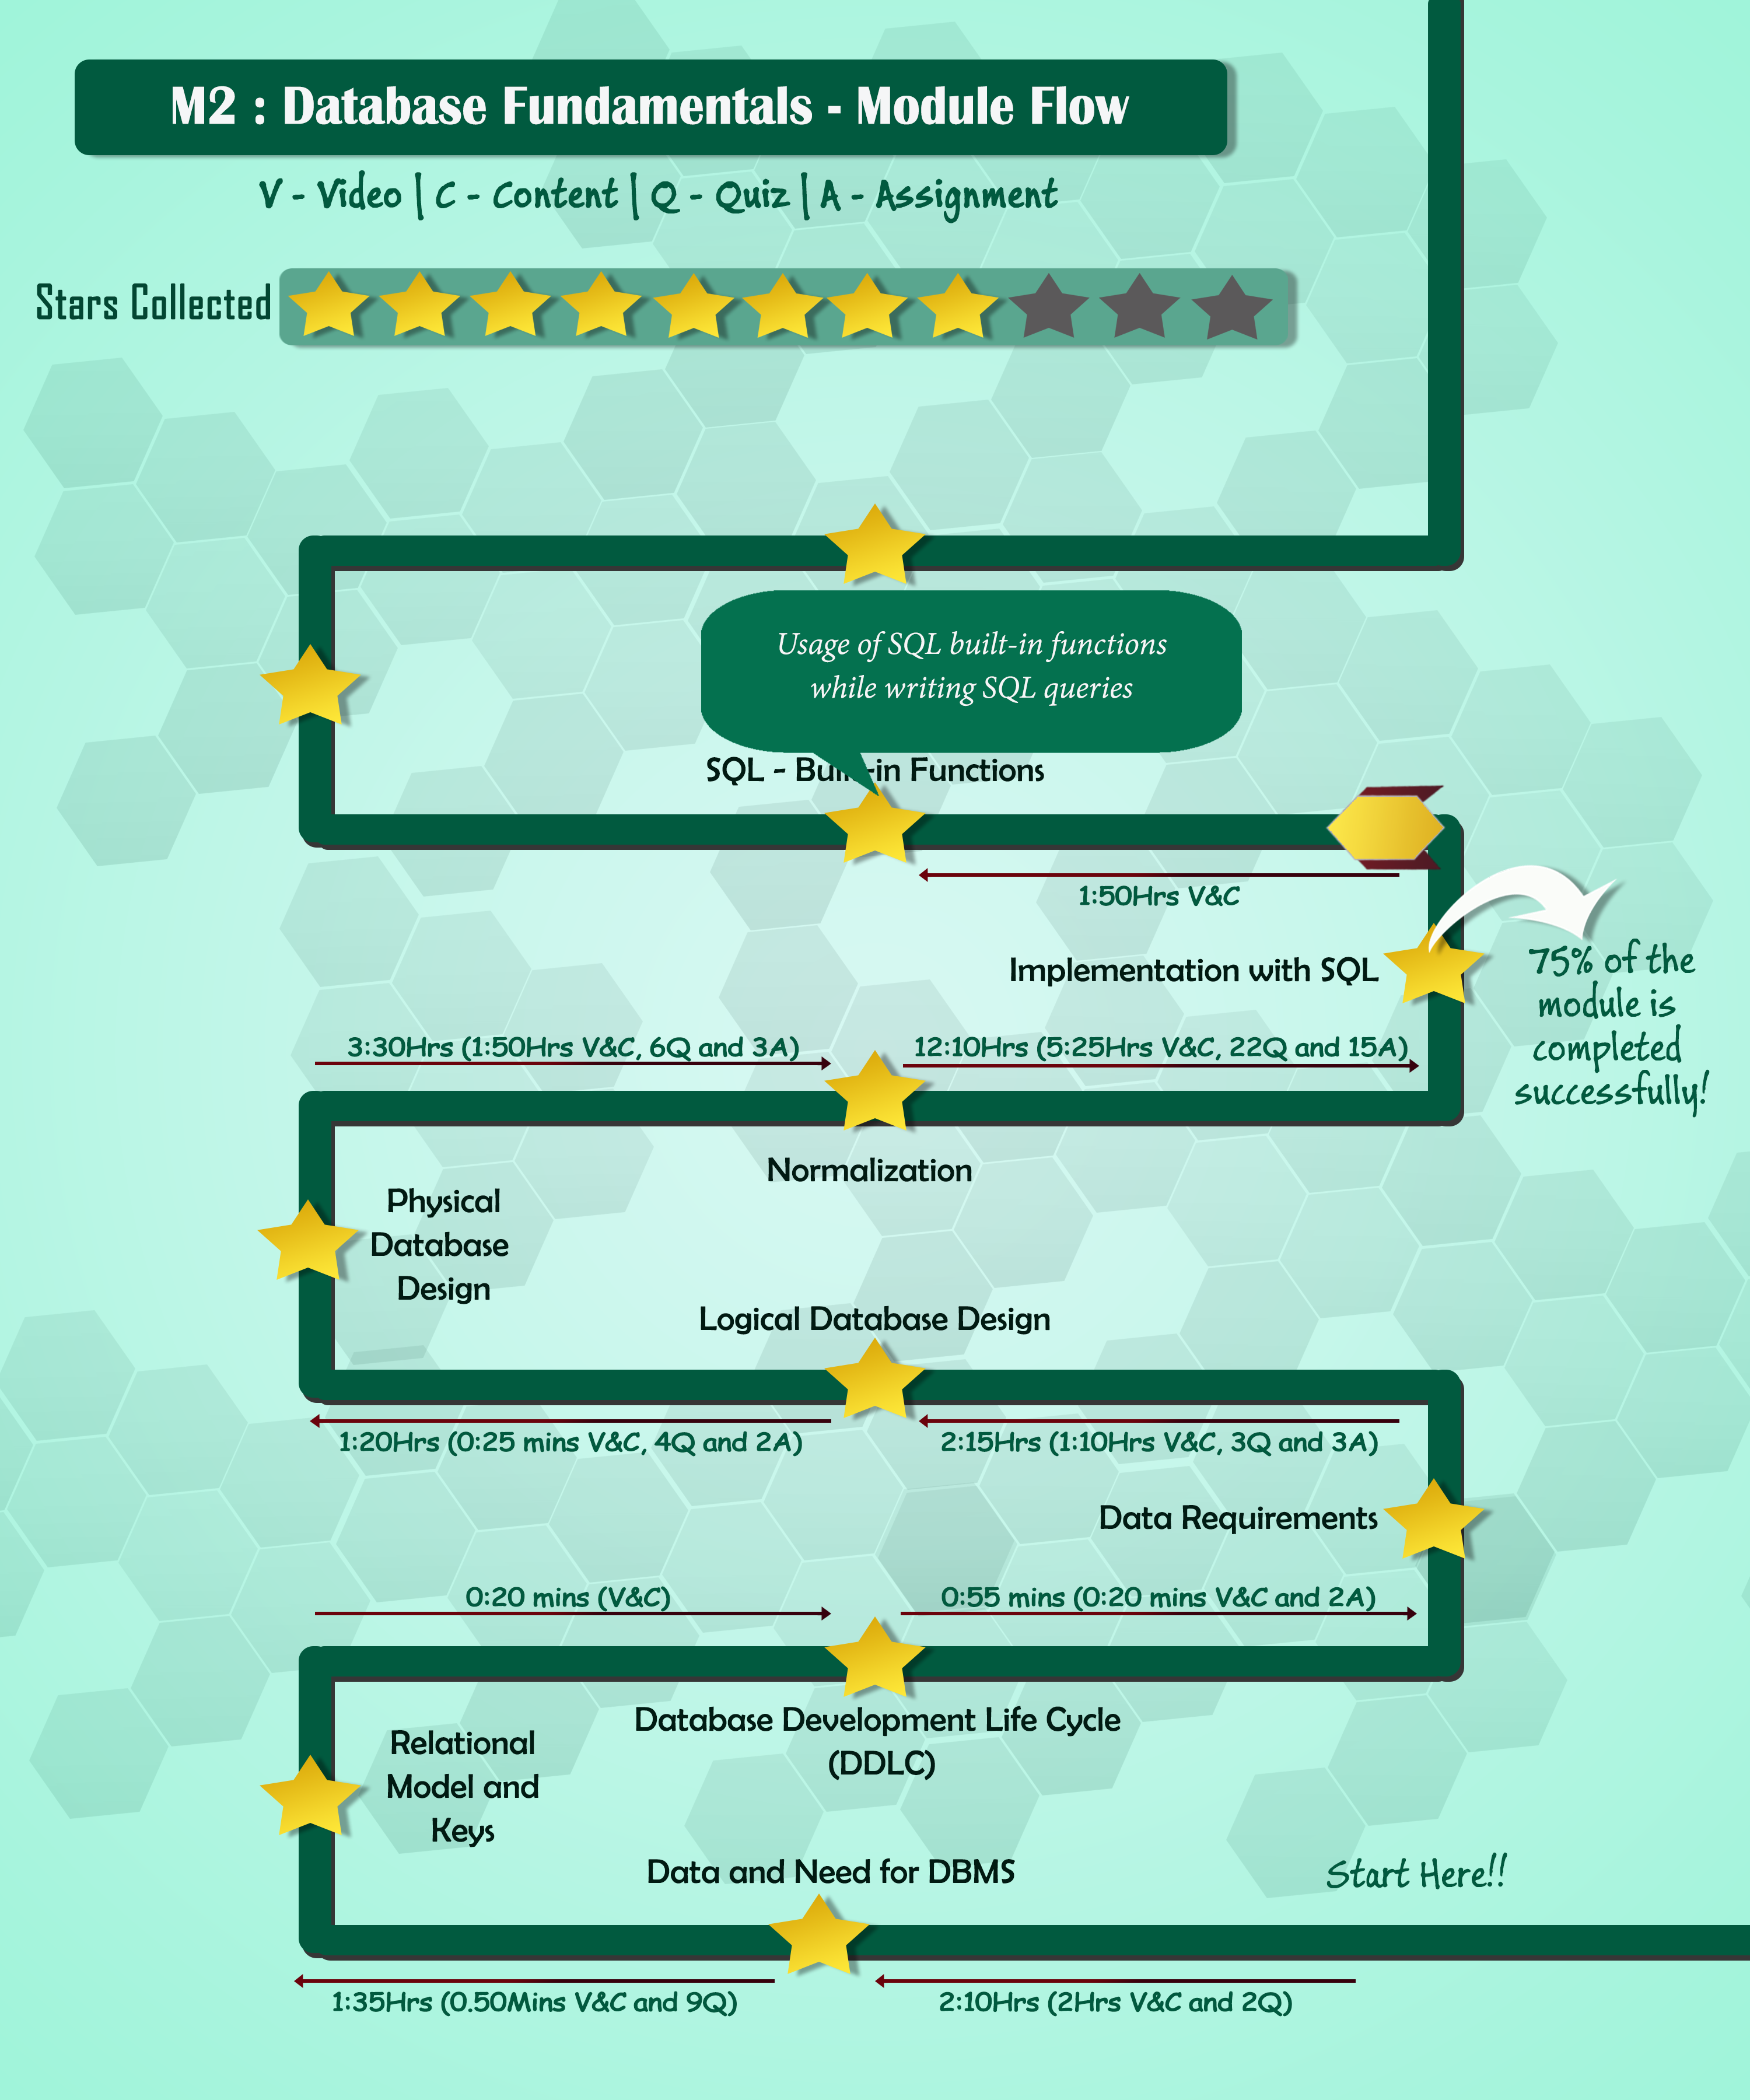 M2 : Database Fundamentals - Module Flow
V - Video | C - Content | Q - Quiz | A - Assignment
Stars Collected
Usage of SQL built-in functions
while writing SQL queries
SQL - Built-in Functions
1:50Hrs V&C
Implementation with SQL
75% of the
module is
completed
successfully!
3:30Hrs (1:50Hrs V&C, 6Q and 3A)
12:10Hrs (5:25Hrs V&C, 22Q and 15A)
Normalization
Physical
Database
Design
Logical Database Design
1:20Hrs (0:25 mins V&C, 4Q and 2A)
2:15Hrs (1:10Hrs V&C, 3Q and 3A)
Data Requirements
0:20 mins (V&C)
0:55 mins (0:20 mins V&C and 2A)
Database Development Life Cycle
(DDLC)
Relational
Model and
Keys
Data and Need for DBMS
Start Here!!
1:35Hrs (0.50Mins V&C and 9Q)
2:10Hrs (2Hrs V&C and 2Q)